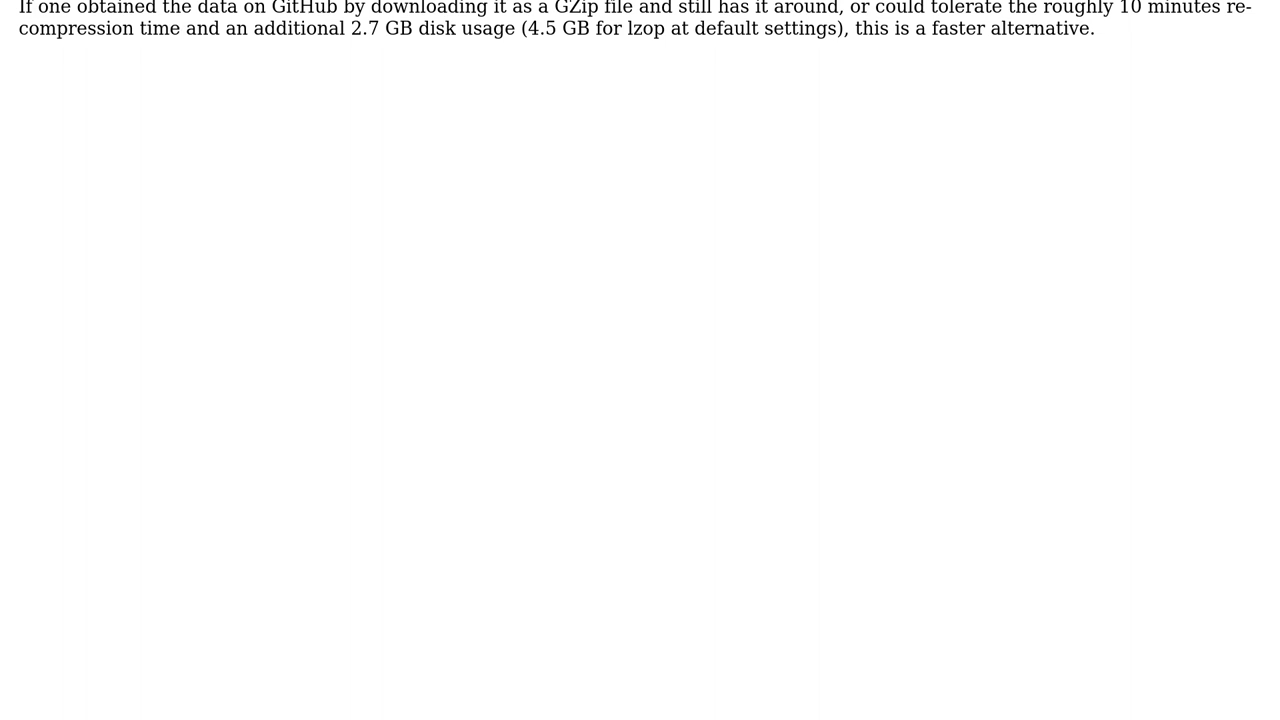 If one obtained the data on GitHub by downloading it as a GZip file and still has it around, or could tolerate the roughly 10 minutes re-
compression time and an additional 2.7 GB disk usage (4.5 GB for lzop at default settings), this is a faster alternative.